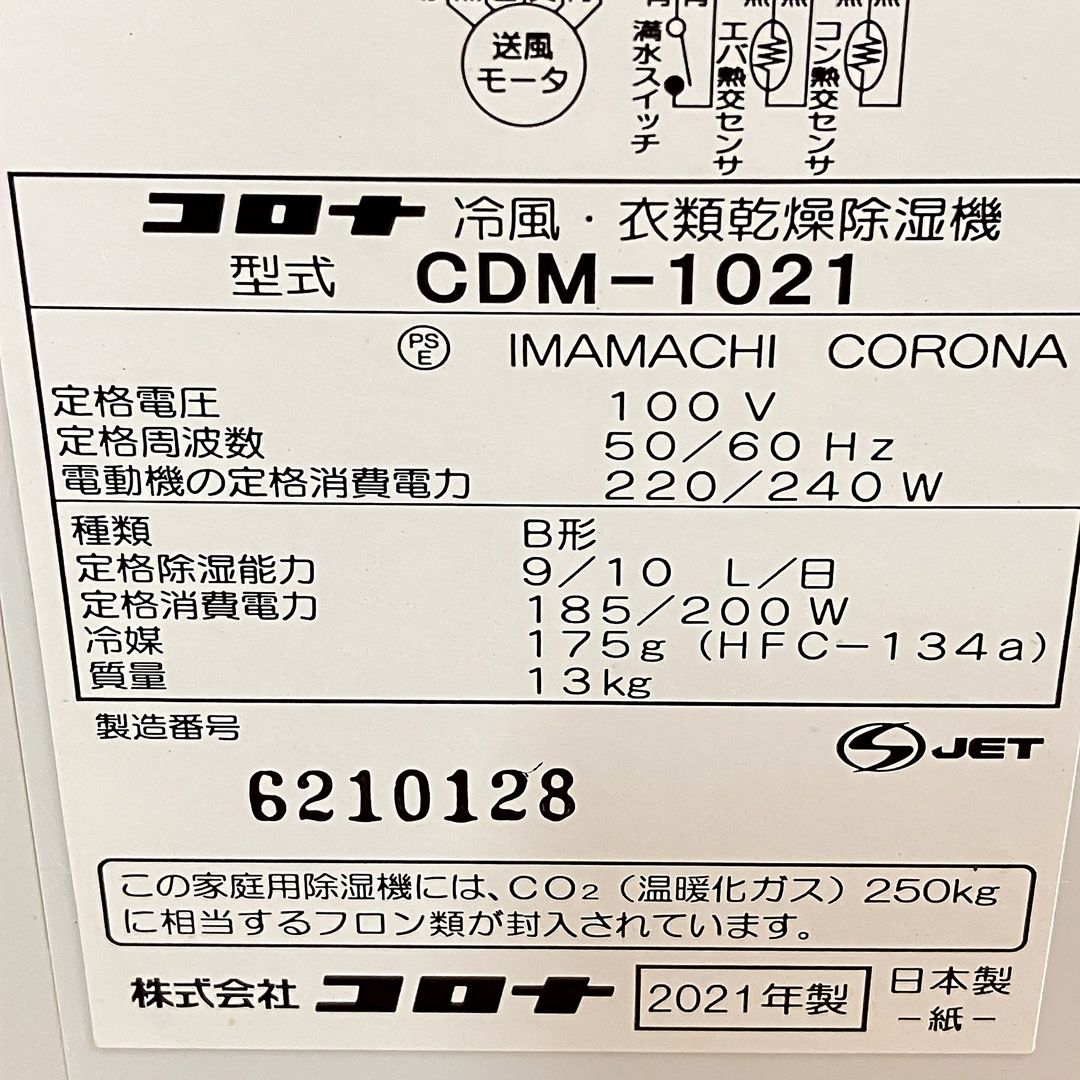 送風
モータ
満水スイッチ
エバ熱交センサ
コン熱交センサ
コロナ 冷風・衣類乾燥除湿機
型式 CDM-1021
PSE IMAMACHI CORONA
定格電圧 100V
定格周波数 50/60Hz
電動機の定格消費電力 220/240W
種類 B形
定格除湿能力 9/10 L/日
定格消費電力 185/200W
冷媒 175g (HFC-134a)
質量 13kg
製造番号
S JET
6210128
この家庭用除湿機には、CO₂(温暖化ガス)250kg
に相当するフロン類が封入されています。
株式会社 コロナ 2021年製 日本製
-紙-